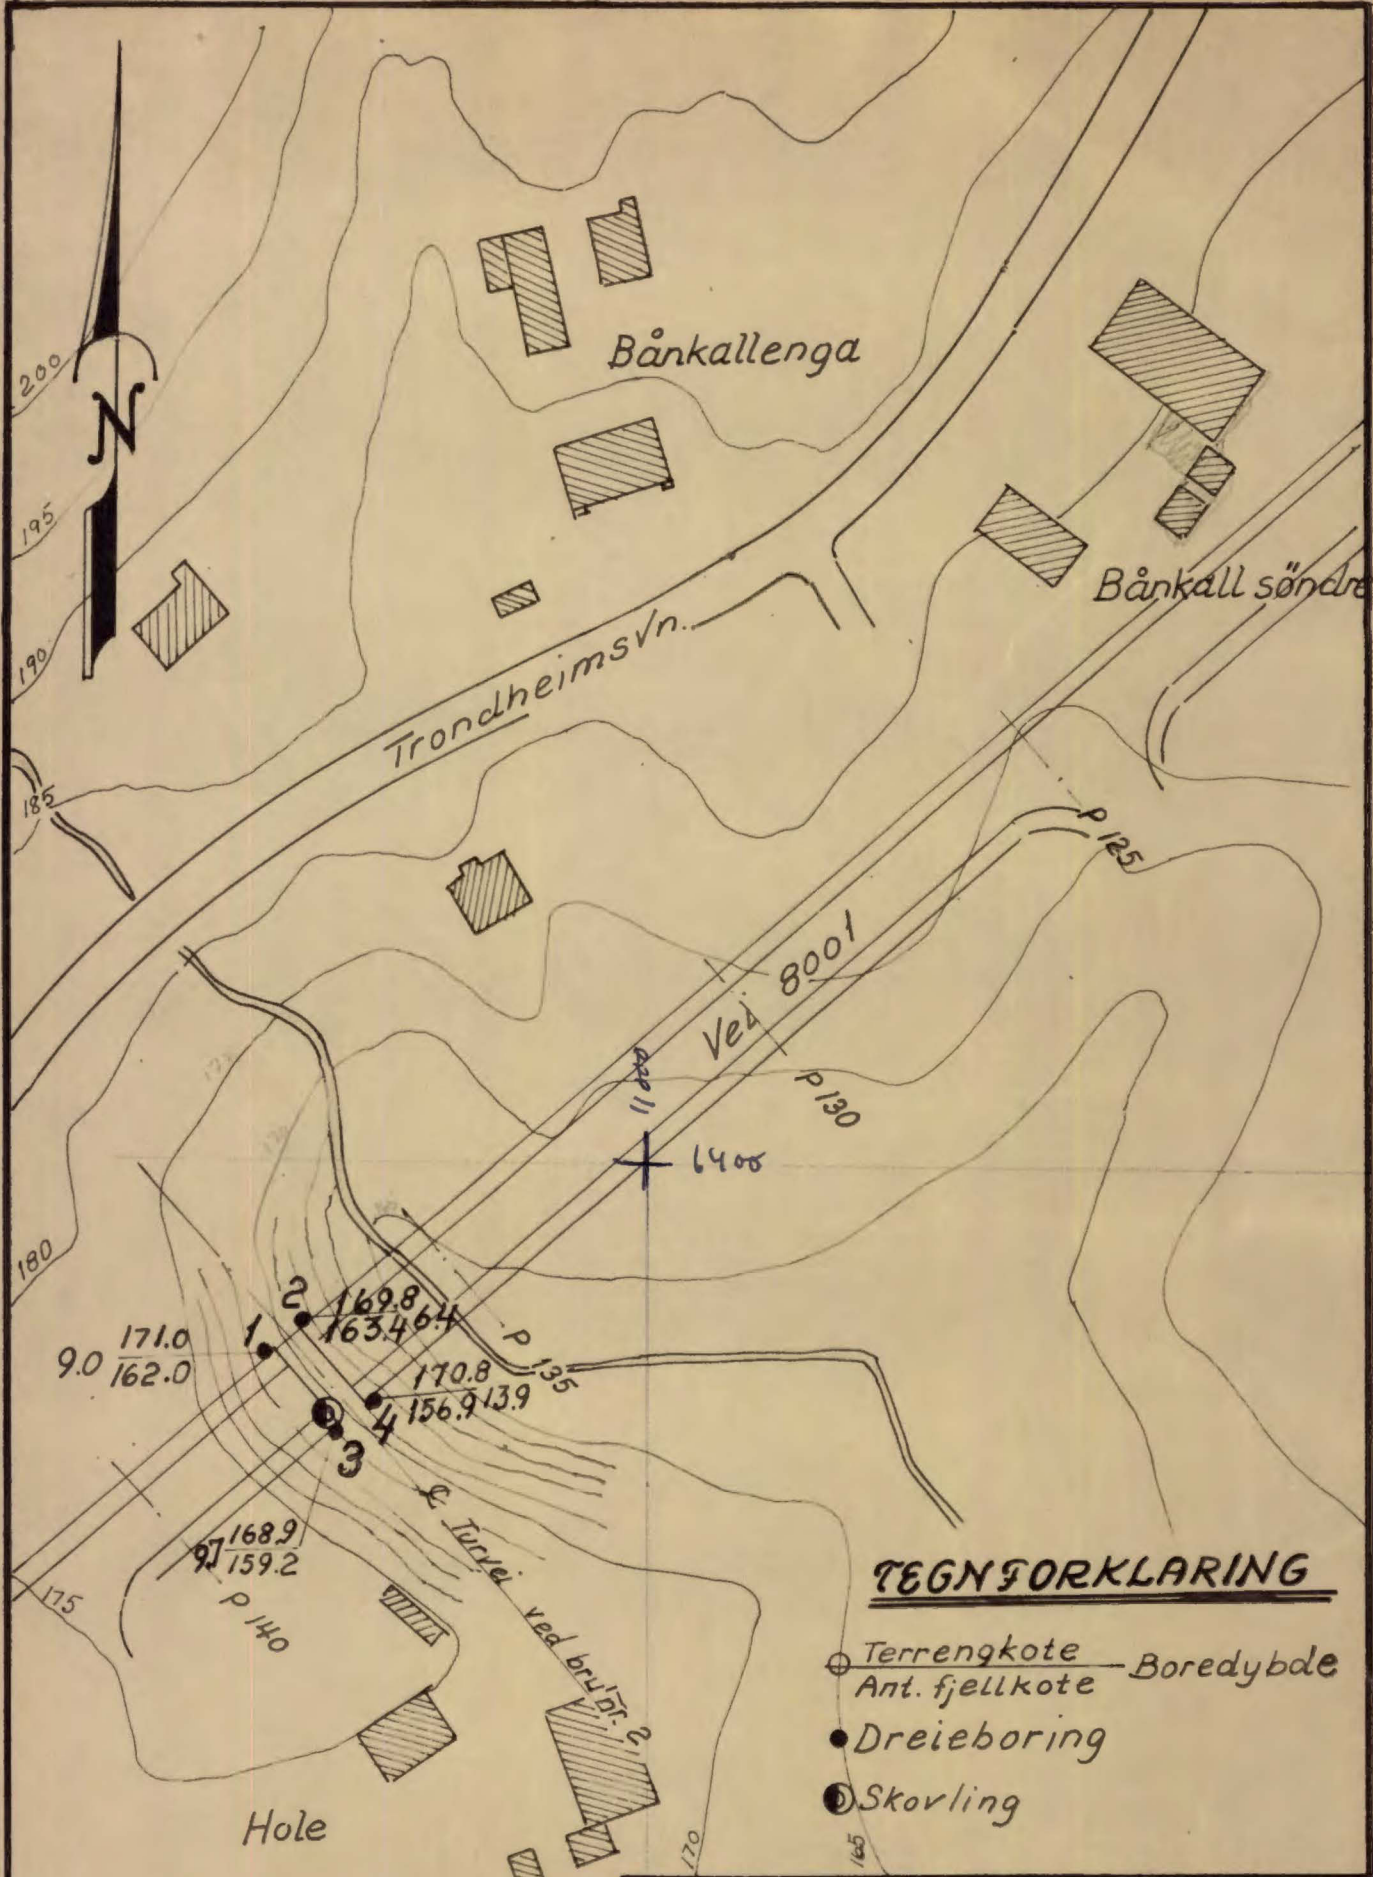 200
N
195
190
185
180
175
Bånkallenga
Bånkall söndre
Trondheimsvn.
P 125
Vei 8001
P 130
6400
P 135
2
169.8
163.4 6.4
1
171.0
9.0
162.0
170.8
156.9 13.9
4
3
168.9
9.7
159.2
P 140
℄ Turvei ved bru nr. 2
Hole
170
165
TEGNFORKLARING
Terrengkote
Ant. fjellkote
Boredybde
Dreieboring
Skovling